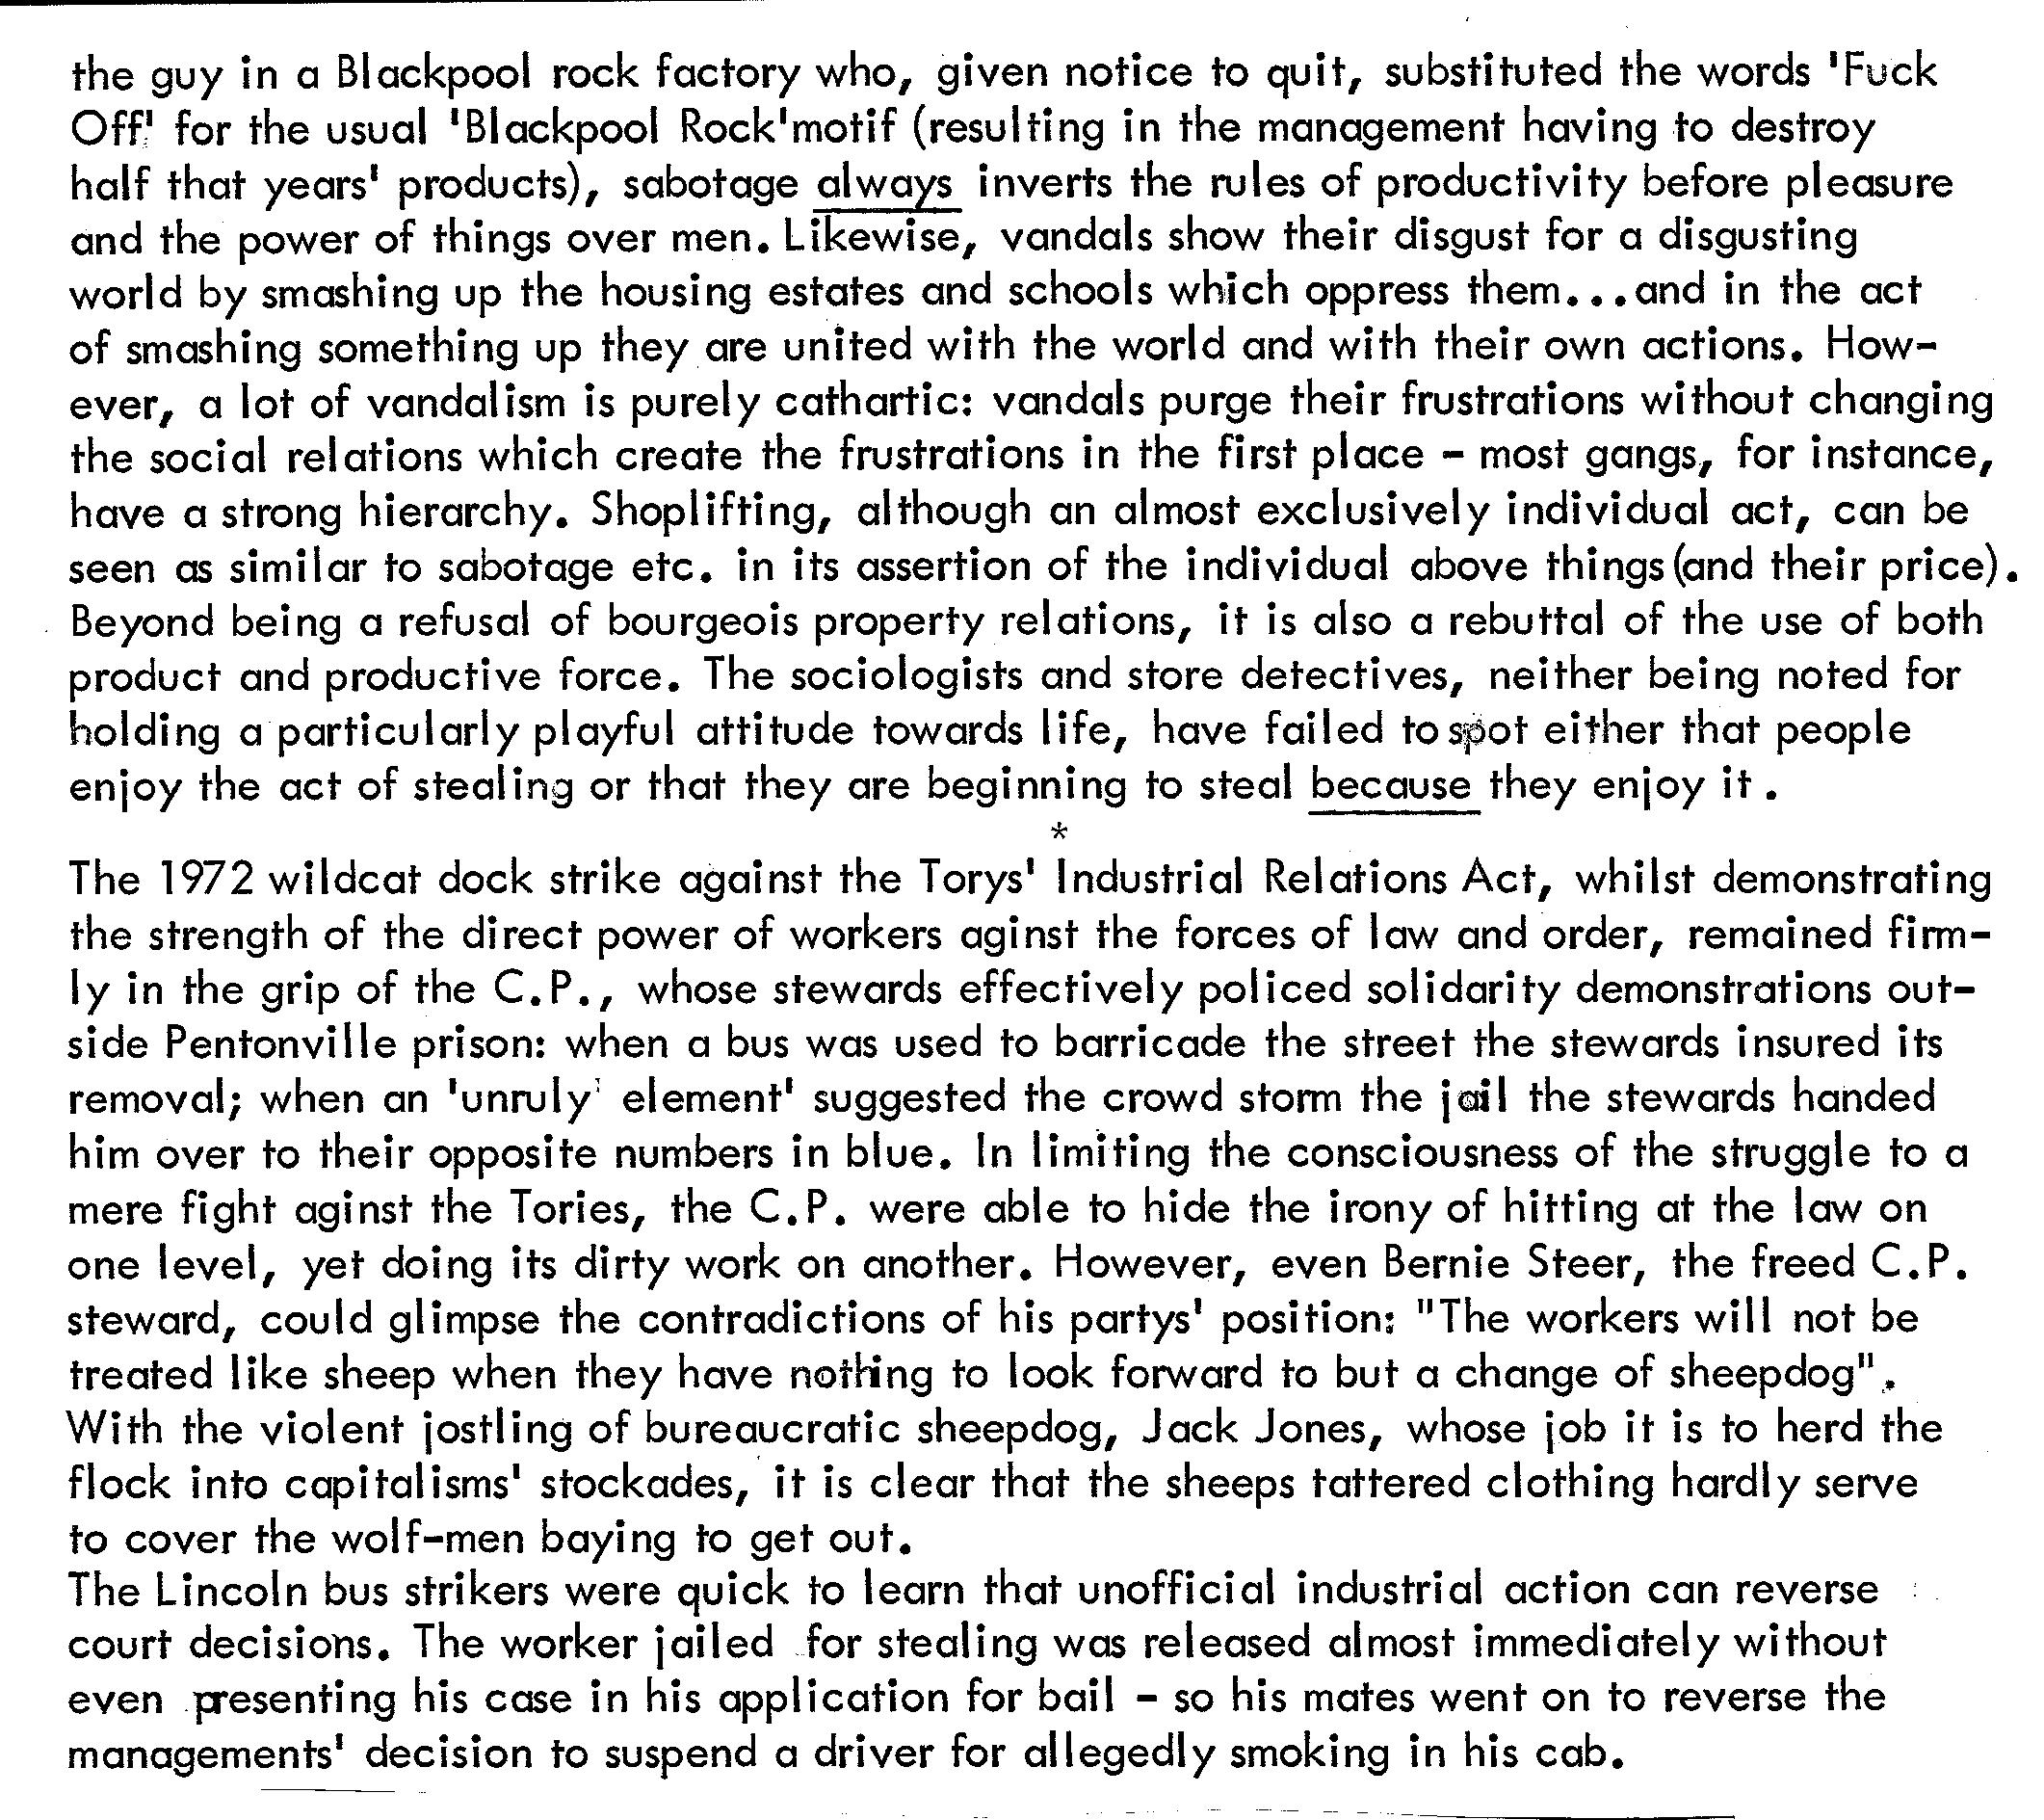 the guy in a Blackpool rock factory who, given notice to quit, substituted the words 'Fuck
Off' for the usual 'Blackpool Rock'motif (resulting in the management having to destroy
half that years' products), sabotage always inverts the rules of productivity before pleasure
and the power of things over men. Likewise, vandals show their disgust for a disgusting
world by smashing up the housing estates and schools which oppress them...and in the act
of smashing something up they are united with the world and with their own actions. How-
ever, a lot of vandalism is purely cathartic: vandals purge their frustrations without changing
the social relations which create the frustrations in the first place - most gangs, for instance,
have a strong hierarchy. Shoplifting, although an almost exclusively individual act, can be
seen as similar to sabotage etc. in its assertion of the individual above things (and their price).
Beyond being a refusal of bourgeois property relations, it is also a rebuttal of the use of both
product and productive force. The sociologists and store detectives, neither being noted for
holding a particularly playful attitude towards life, have failed to spot either that people
enjoy the act of stealing or that they are beginning to steal because they enjoy it .
*
The 1972 wildcat dock strike against the Torys' Industrial Relations Act, whilst demonstrating
the strength of the direct power of workers aginst the forces of law and order, remained firm-
ly in the grip of the C.P., whose stewards effectively policed solidarity demonstrations out-
side Pentonville prison: when a bus was used to barricade the street the stewards insured its
removal; when an 'unruly' element' suggested the crowd storm the jail the stewards handed
him over to their opposite numbers in blue. In limiting the consciousness of the struggle to a
mere fight aginst the Tories, the C.P. were able to hide the irony of hitting at the law on
one level, yet doing its dirty work on another. However, even Bernie Steer, the freed C.P.
steward, could glimpse the contradictions of his partys' position: "The workers will not be
treated like sheep when they have nothing to look forward to but a change of sheepdog".
With the violent jostling of bureaucratic sheepdog, Jack Jones, whose job it is to herd the
flock into capitalisms' stockades, it is clear that the sheeps tattered clothing hardly serve
to cover the wolf-men baying to get out.
The Lincoln bus strikers were quick to learn that unofficial industrial action can reverse
court decisions. The worker jailed for stealing was released almost immediately without
even presenting his case in his application for bail - so his mates went on to reverse the
managements' decision to suspend a driver for allegedly smoking in his cab.